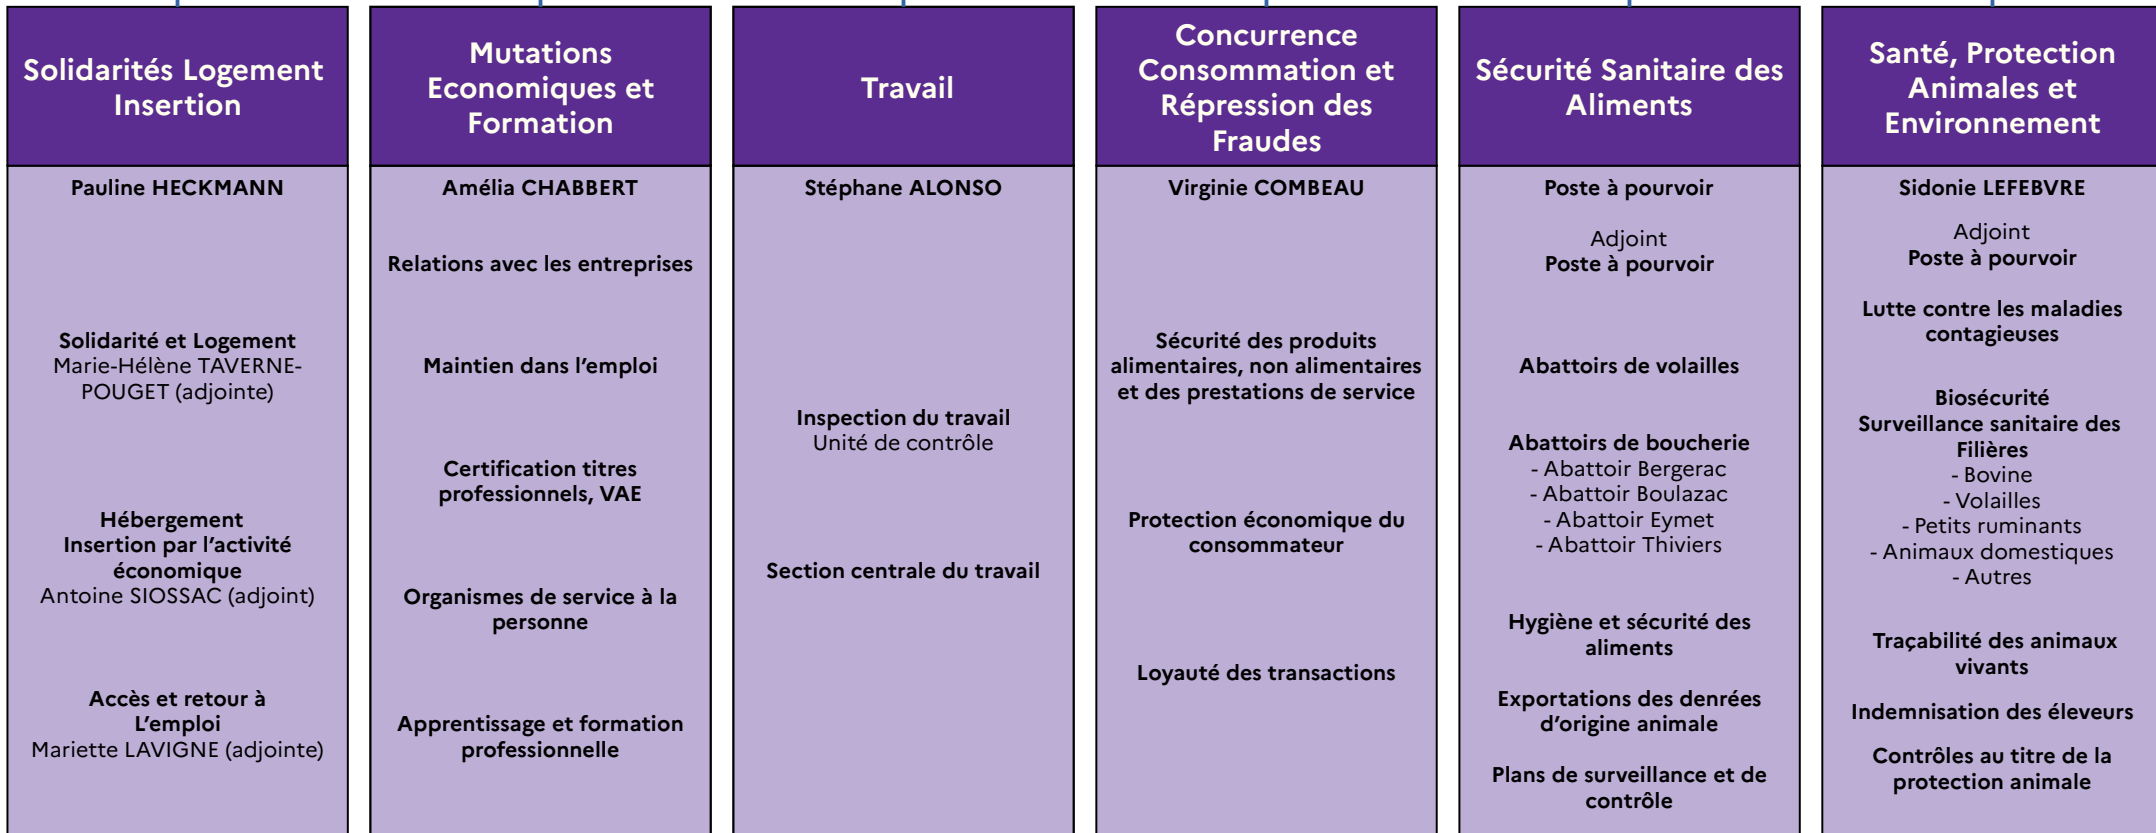 Solidarités Logement
Insertion
Pauline HECKMANN
Solidarité et Logement
Marie-Hélène TAVERNE-
POUGET (adjointe)
Hébergement
Insertion par l'activité
économique
Antoine SIOSSAC (adjoint)
Accès et retour à
L'emploi
Mariette LAVIGNE (adjointe)
Mutations
Economiques et
Formation
Amélia CHABBERT
Relations avec les entreprises
Maintien dans l'emploi
Certification titres
professionnels, VAE
Organismes de service à la
personne
Apprentissage et formation
professionnelle
Travail
Stéphane ALONSO
Inspection du travail
Unité de contrôle
Section centrale du travail
Concurrence
Consommation et
Répression des
Fraudes
Virginie COMBEAU
Sécurité des produits
alimentaires, non alimentaires
et des prestations de service
Protection économique du
consommateur
Loyauté des transactions
Sécurité Sanitaire des
Aliments
Poste à pourvoir
Adjoint
Poste à pourvoir
Abattoirs de volailles
Abattoirs de boucherie
- Abattoir Bergerac
- Abattoir Boulazac
- Abattoir Eymet
- Abattoir Thiviers
Hygiène et sécurité des
aliments
Exportations des denrées
d'origine animale
Plans de surveillance et de
contrôle
Santé, Protection
Animales et
Environnement
Sidonie LEFEBVRE
Adjoint
Poste à pourvoir
Lutte contre les maladies
contagieuses
Biosécurité
Surveillance sanitaire des
Filières
- Bovine
- Volailles
- Petits ruminants
- Animaux domestiques
- Autres
Traçabilité des animaux
vivants
Indemnisation des éleveurs
Contrôles au titre de la
protection animale